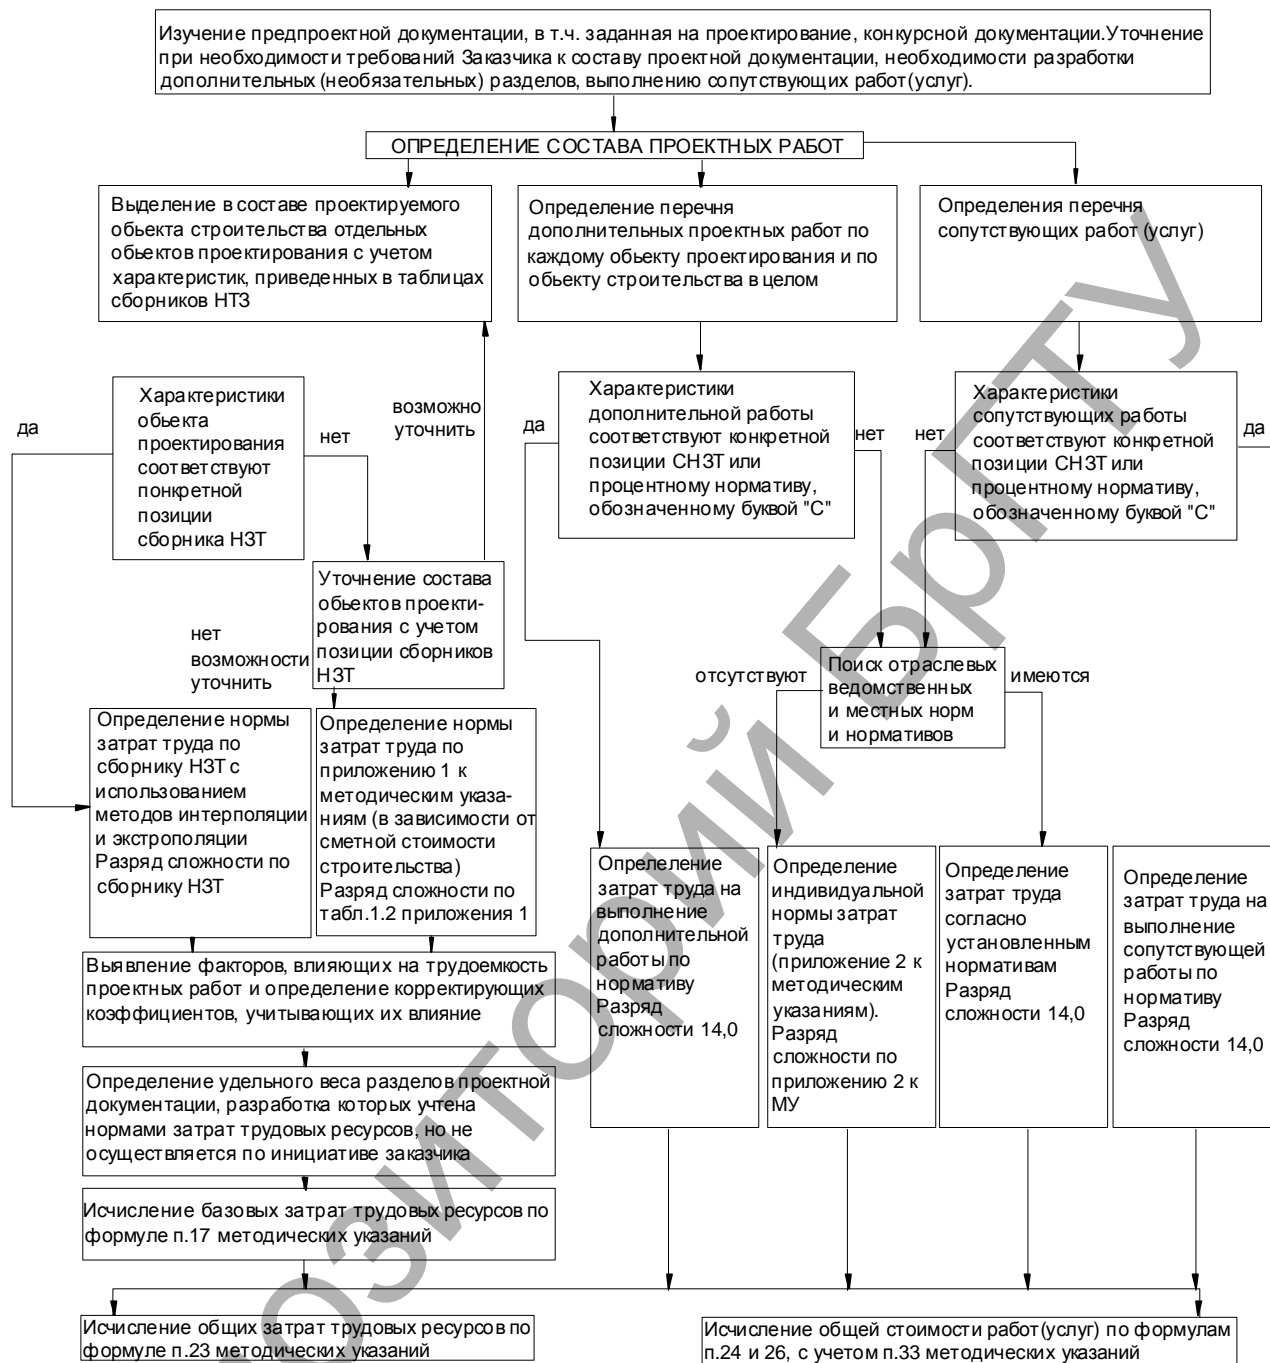 Изучение предпроектной документации, в т.ч. заданная на проектирование, конкурсной документации.Уточнение
при необходимости требований Заказчика к составу проектной документации, необходимости разработки
дополнительных (необязательных) разделов, выполнению сопутствующих работ(услуг).
ОПРЕДЕЛЕНИЕ СОСТАВА ПРОЕКТНЫХ РАБОТ
Выделение в составе проектируемого
обьекта строительства отдельных
обьектов проектирования с учетом
характеристик, приведенных в таблицах
сборников НТЗ
Определение перечня
дополнительных проектных работ по
каждому обьекту проектирования и по
обьекту строительства в целом
Определения перечня
сопутствующих работ (услуг)
Характеристики
обьекта
проектирования
соответствуют
понкретной
позиции
сборника НЗТ
да
нет
возможно
уточнить
Характеристики
дополнительной работы
соответствуют конкретной
позиции СНЗТ или
процентному нормативу,
обозначенному буквой "С"
да
нет
Характеристики
сопутствующих работы
соответствуют конкретной
позиции СНЗТ или
процентному нормативу,
обозначенному буквой "С"
нет
да
Уточнение состава
обьектов проекти-
рования с учетом
позиции сборников
НЗТ
нет
возможности
уточнить
Поиск отраслевых
ведомственных
и местных норм
и нормативов
отсутствуют
имеются
Определение нормы
затрат труда по
сборнику НЗТ с
использованием
методов интерполяции
и экстрополяции
Разряд сложности по
сборнику НЗТ
Определение нормы
затрат труда по
приложению 1 к
методическим указа-
ниям (в зависимости от
сметной стоимости
строительства)
Разряд сложности по
табл.1.2 приложения 1
Опрелеление
затрат труда на
выполнение
дополнительной
работы по
нормативу
Разряд
сложности 14,0
Определение
индивидуальной
нормы затрат
труда
(приложение 2 к
методическим
указаниям).
Разряд
сложности по
приложению 2 к
МУ
Определение
затрат труда
согласно
установленным
нормативам
Разряд
сложности 14,0
Определение
затрат труда на
выполнение
сопутствующей
работы по
нормативу
Разряд
сложности 14,0
Выявление факторов, влияющих на трудоемкость
проектных работ и определение корректирующих
коэффициентов, учитывающих их влияние
Определение удельного веса разделов проектной
документации, разработка которых учтена
нормами затрат трудовых ресурсов, но не
осуществляется по инициативе заказчика
Исчисление базовых затрат трудовых ресурсов по
формуле п.17 методических указаний
Исчисление общих затрат трудовых ресурсов по
формуле п.23 методических указаний
Исчисление общей стоимости работ(услуг) по формулам
п.24 и 26, с учетом п.33 методических указаний
позиторий БрГТУ